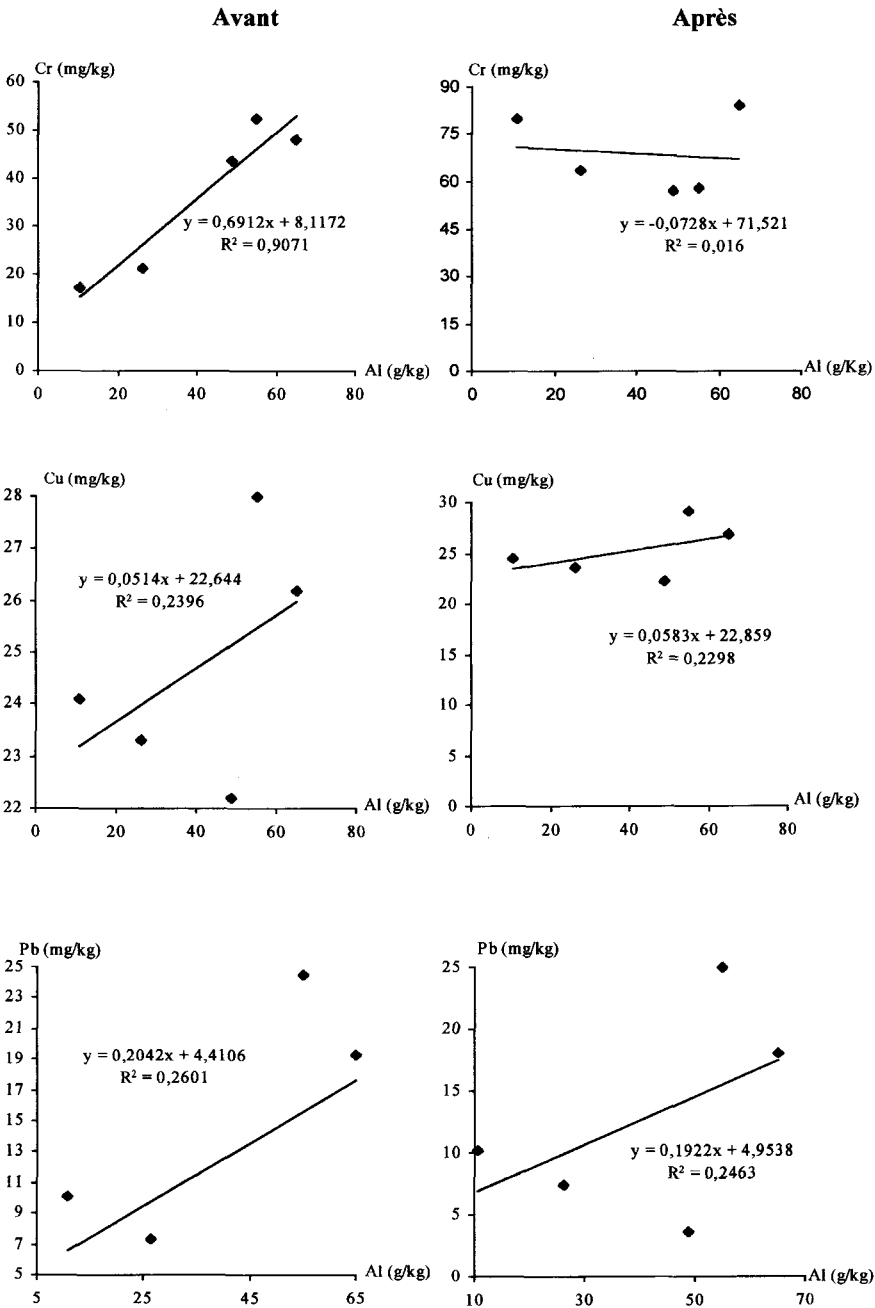 Avant
Après
Cr (mg/kg)
60
50
40
30
20
10
0
y = 0,6912x + 8,1172
R² = 0,9071
Al (g/kg)
0 20 40 60 80
Cr (mg/kg)
90
75
60
45
30
15
0
y = -0,0728x + 71,521
R² = 0,016
Al (g/Kg)
0 20 40 60 80
Cu (mg/kg)
28
27
26
25
24
23
22
y = 0,0514x + 22,644
R² = 0,2396
Al (g/kg)
0 20 40 60 80
Cu (mg/kg)
30
25
20
15
10
5
0
y = 0,0583x + 22,859
R² = 0,2298
Al (g/kg)
0 20 40 60 80
Pb (mg/kg)
25
23
21
19
17
15
13
11
9
7
5
y = 0,2042x + 4,4106
R² = 0,2601
Al (g/kg)
5 25 45 65
Pb (mg/kg)
25
20
15
10
5
0
y = 0,1922x + 4,9538
R² = 0,2463
Al (g/kg)
10 30 50 70